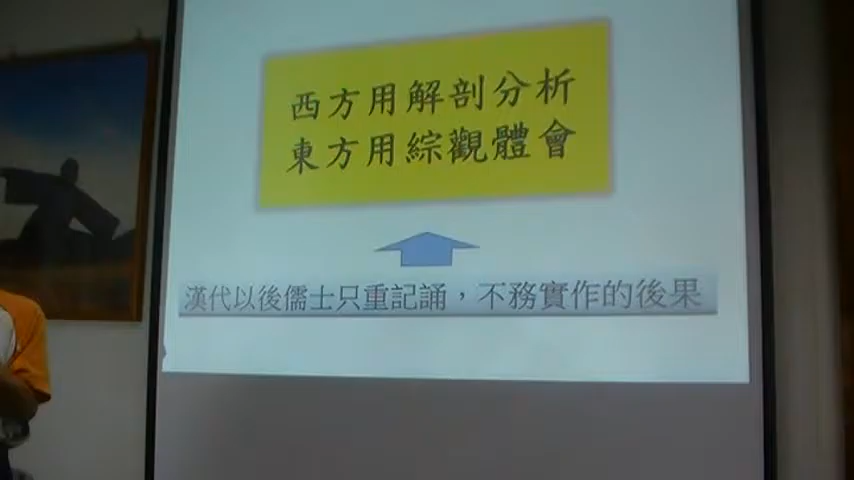 西方用解剖分析
東方用綜觀體會
漢代以後儒士只重記誦，不務實作的後果